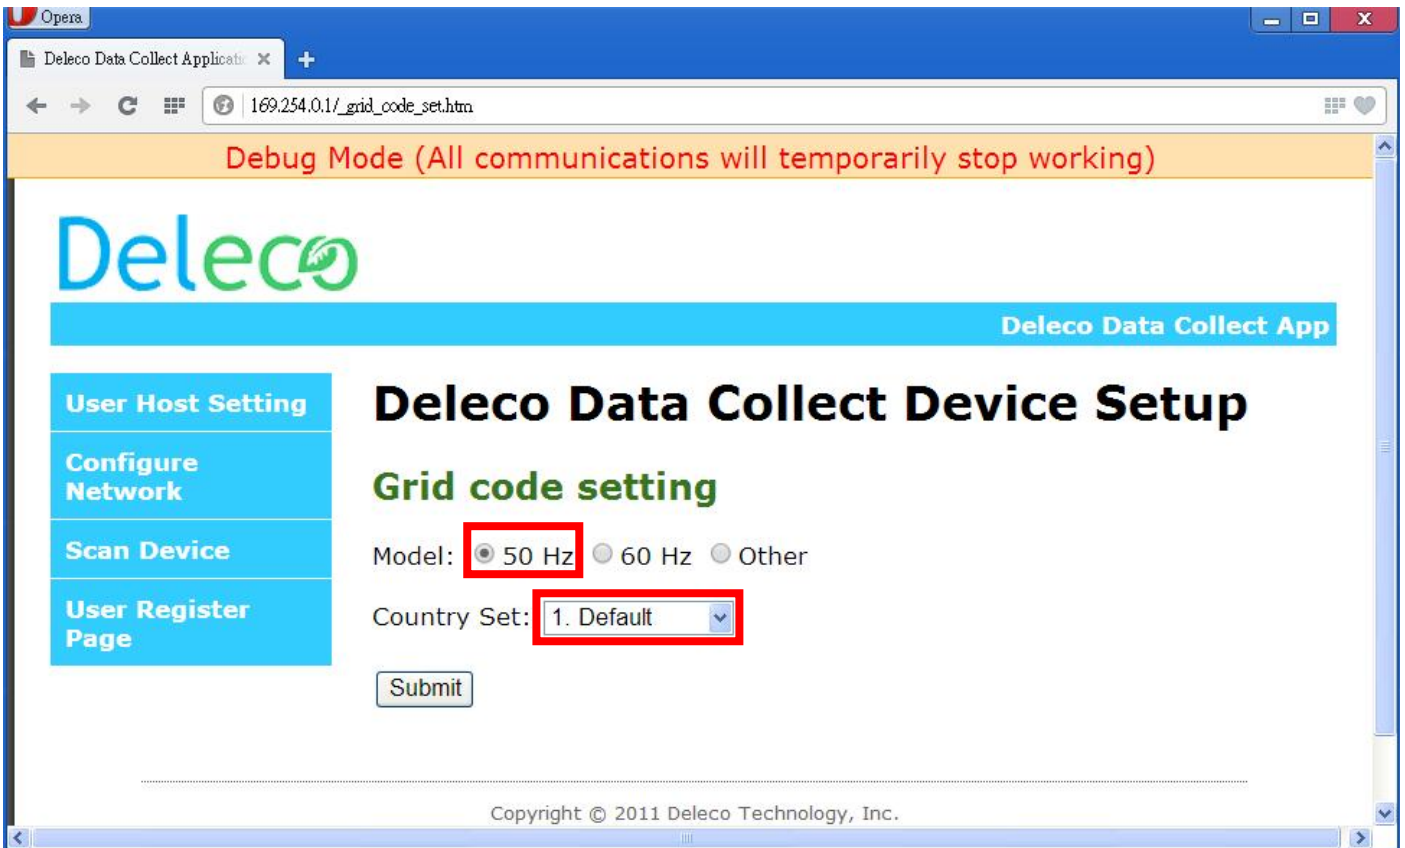 Opera
Deleco Data Collect Applicati
169.254.0.1/_grid_code_set.htm
Debug Mode (All communications will temporarily stop working)
Deleco
Deleco Data Collect App
User Host Setting
Configure
Network
Scan Device
User Register
Page
Deleco Data Collect Device Setup
Grid code setting
Model: 50 Hz 60 Hz Other
Country Set: 1. Default
Submit
Copyright © 2011 Deleco Technology, Inc.